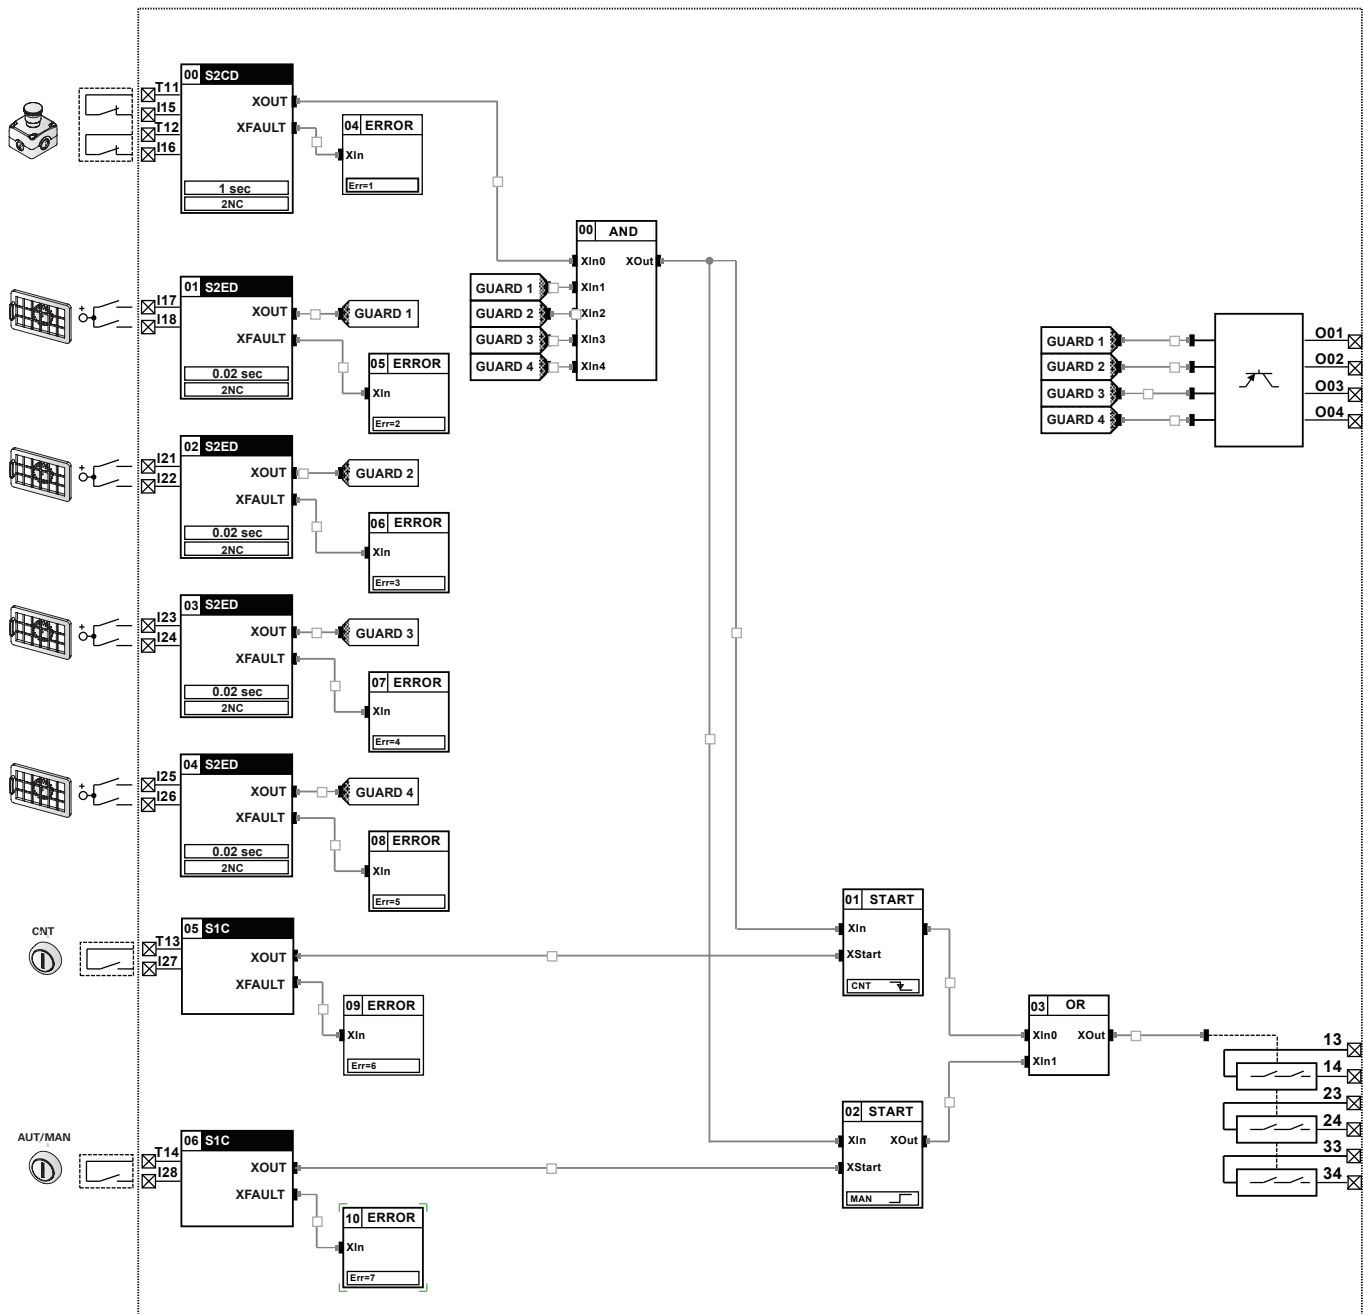 00 S2CD
T11
XOUT
I15
T12
XFAULT
I16
04 ERROR
XIn
Err=1
1 sec
2NC
00 AND
XIn0 XOut
GUARD 1 XIn1
GUARD 2 XIn2
GUARD 3 XIn3
GUARD 4 XIn4
01 S2ED
+
I17
XOUT
GUARD 1
I18
XFAULT
05 ERROR
XIn
Err=2
0.02 sec
2NC
GUARD 1
O01
GUARD 2
O02
GUARD 3
O03
GUARD 4
O04
02 S2ED
+
I21
XOUT
GUARD 2
I22
XFAULT
06 ERROR
XIn
Err=3
0.02 sec
2NC
03 S2ED
+
I23
XOUT
GUARD 3
I24
XFAULT
07 ERROR
XIn
Err=4
0.02 sec
2NC
04 S2ED
+
I25
XOUT
GUARD 4
I26
XFAULT
08 ERROR
XIn
Err=5
0.02 sec
2NC
CNT
05 S1C
T13
XOUT
I27
XFAULT
09 ERROR
XIn
Err=6
01 START
XIn
XStart
CNT
03 OR
XIn0 XOut
XIn1
13
14
23
24
33
34
AUT/MAN
06 S1C
T14
XOUT
I28
XFAULT
10 ERROR
XIn
Err=7
02 START
XIn XOut
XStart
MAN